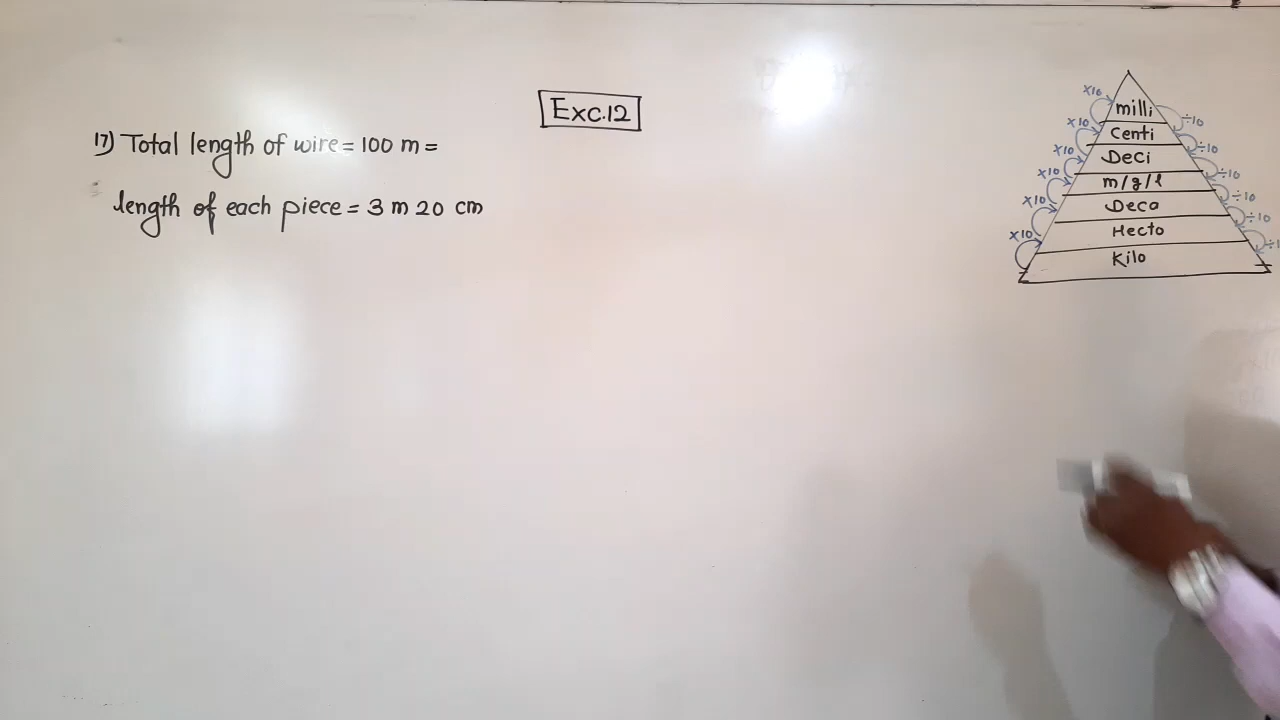 Exc.12
17) Total length of wire = 100 m =
length of each piece = 3 m 20 cm
milli
Centi
Deci
m/g/l
Deca
Hecto
Kilo
×10
×10
×10
×10
×10
×10
÷10
÷10
÷10
÷10
÷10
÷1